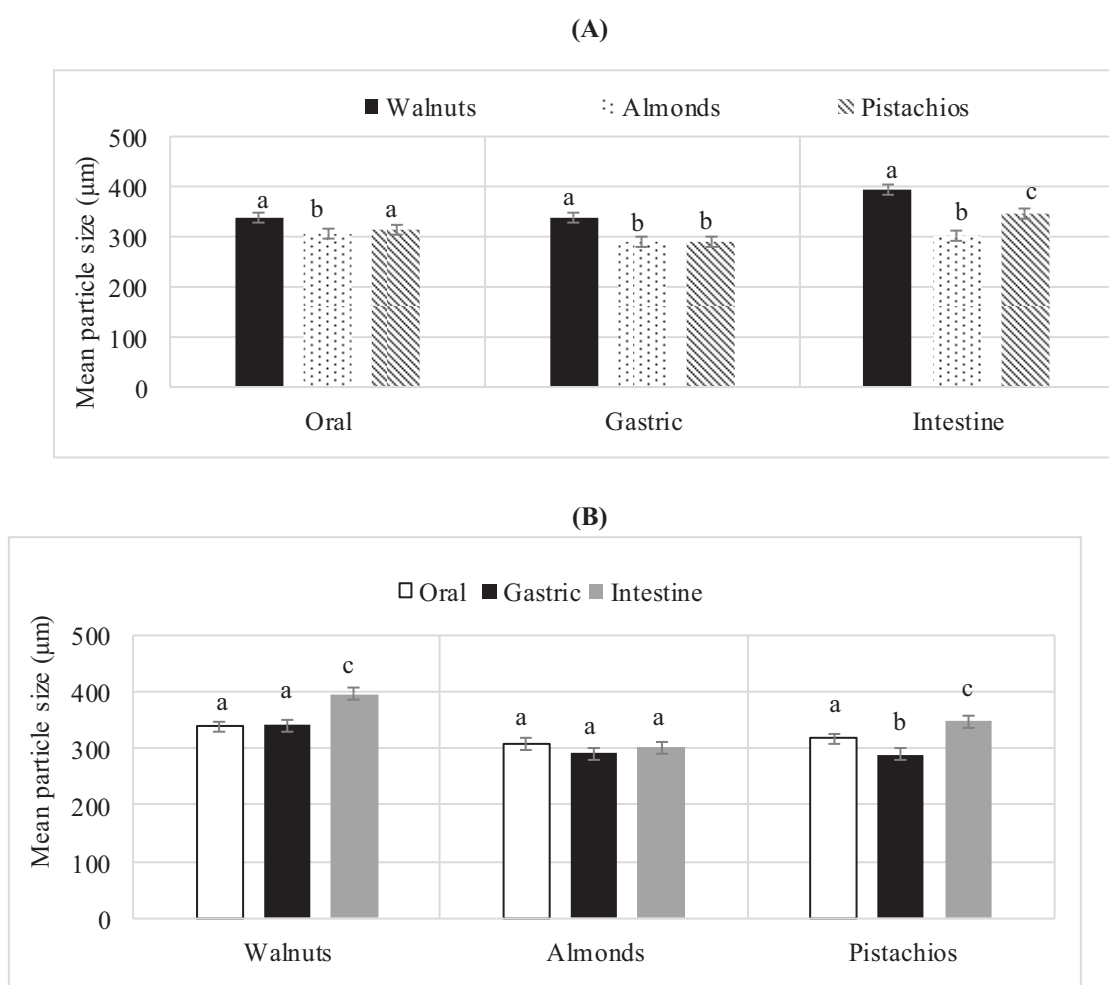 (A)
Walnuts Almonds Pistachios
Mean particle size (μm)
500
400
300
200
100
0
a b a
a b b
a b c
Oral Gastric Intestine
(B)
Oral Gastric Intestine
Mean particle size (μm)
500
400
300
200
100
0
a a c
a a a
a b c
Walnuts Almonds Pistachios